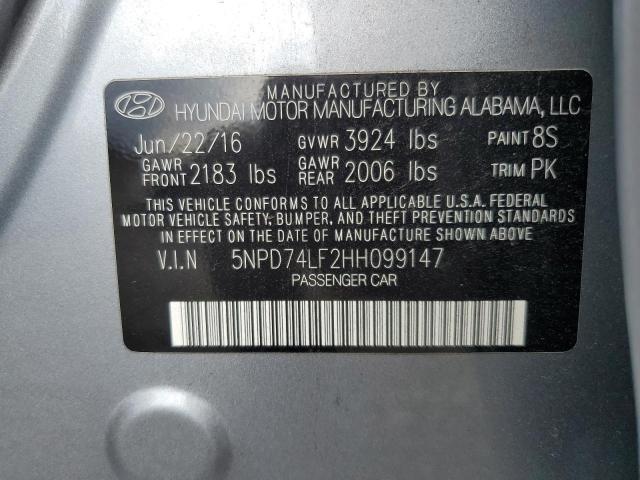 MANUFACTURED BY
HYUNDAI MOTOR MANUFACTURING ALABAMA, LLC
Jun/22/16 GVWR 3924 lbs PAINT 8S
GAWR FRONT 2183 lbs GAWR REAR 2006 lbs TRIM PK
THIS VEHICLE CONFORMS TO ALL APPLICABLE U.S.A. FEDERAL
MOTOR VEHICLE SAFETY, BUMPER, AND THEFT PREVENTION STANDARDS
IN EFFECT ON THE DATE OF MANUFACTURE SHOWN ABOVE
V.I.N 5NPD74LF2HH099147
PASSENGER CAR